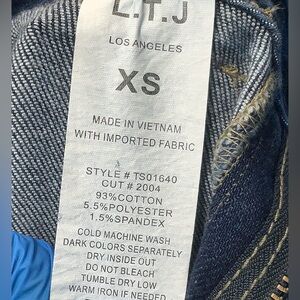 L.T.J
LOS ANGELES
XS
MADE IN VIETNAM
WITH IMPORTED FABRIC
STYLE # TS01640
CUT # 2004
93%COTTON
5.5%POLYESTER
1.5%SPANDEX
COLD MACHINE WASH
DARK COLORS SEPARATELY
DRY INSIDE OUT
DO NOT BLEACH
TUMBLE DRY LOW
WARM IRON IF NEEDED